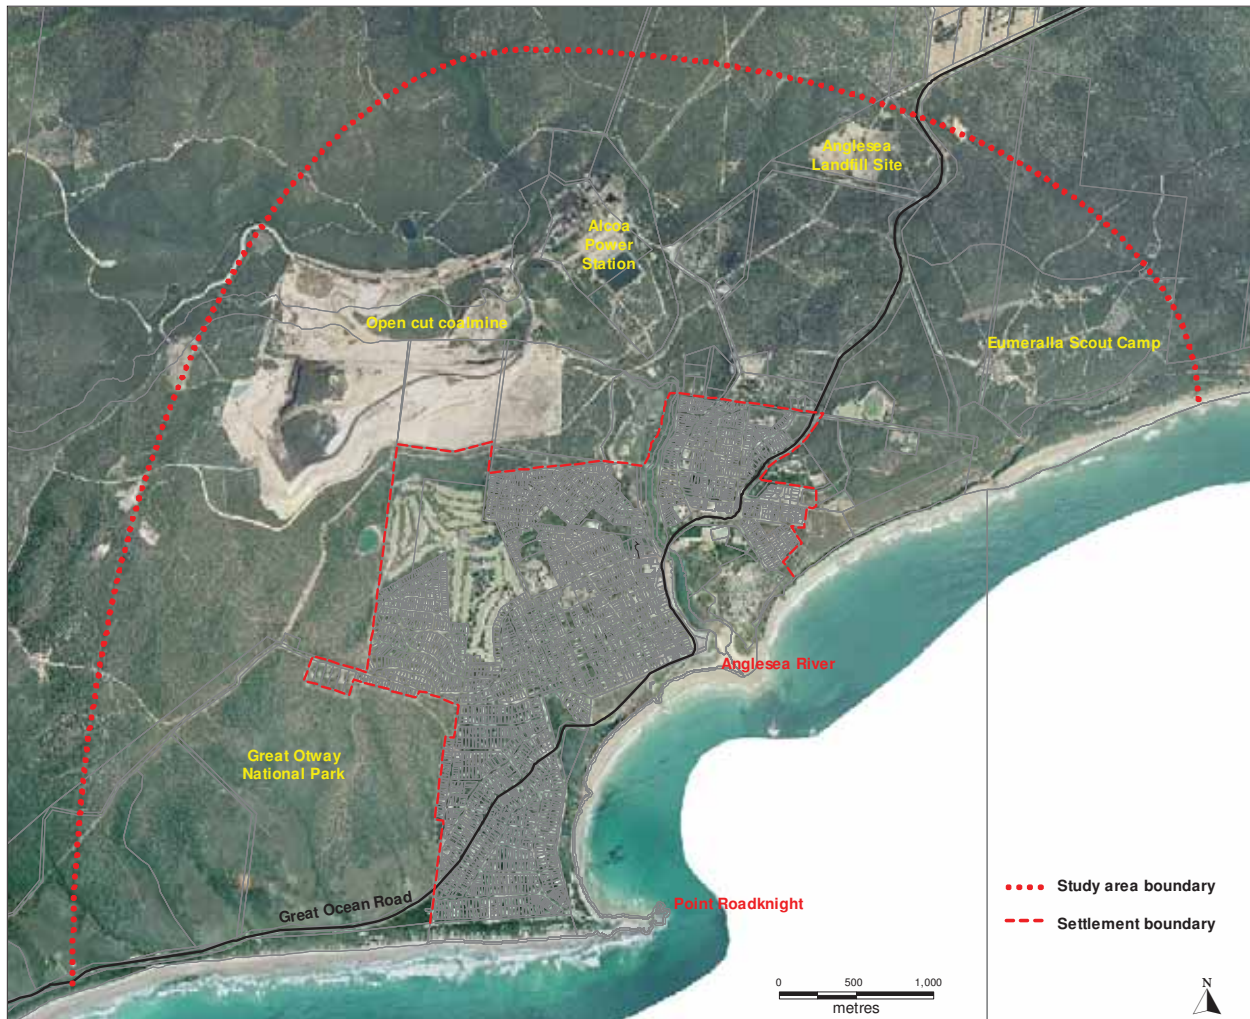 Anglesea
Landfill Site
Alcoa
Power
Station
Open cut coalmine
Eumeralla Scout Camp
Anglesea River
Great Otway
National Park
Great Ocean Road
Point Roadknight
Study area boundary
Settlement boundary
0 500 1,000
metres
N